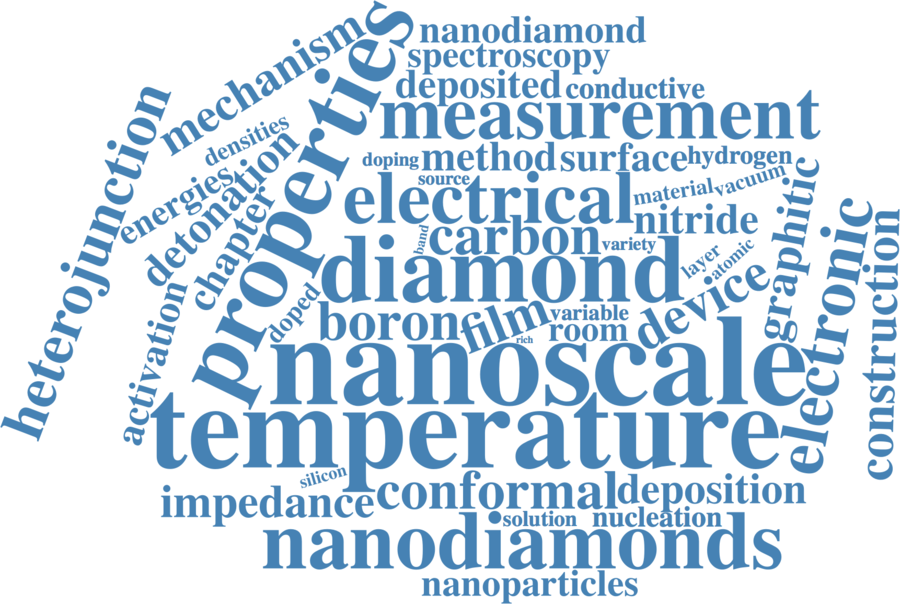 nanodiamond
spectroscopy
deposited
conductive
measurement
mechanism
properties
densities
detonation
energies
heterojunction
chapter
doping
method
surface
hydrogen
source
electrical
material
vacuum
nitride
graphitic
band
carbon
variety
diamond
layer
atomic
device
electronic
construction
activation
doped
boron
film
variable
room
rich
nanoscale
temperature
silicon
impedance
conformal
deposition
solution
nucleation
nanodiamonds
nanoparticles